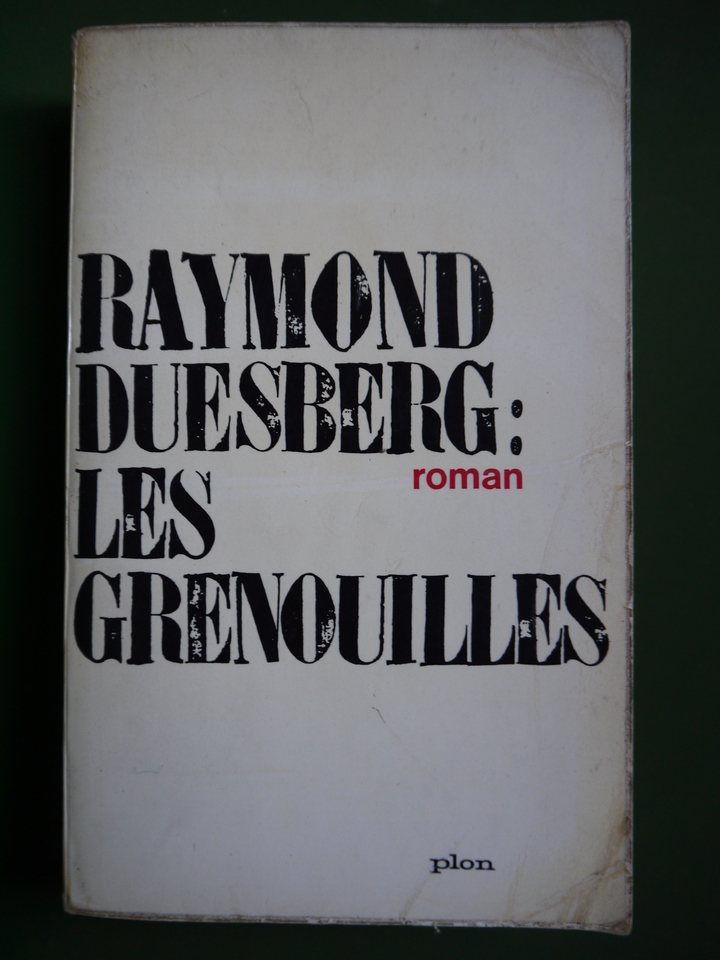 RAYMOND
DUESBERG:
roman
LES
GRENOUILLES
plon